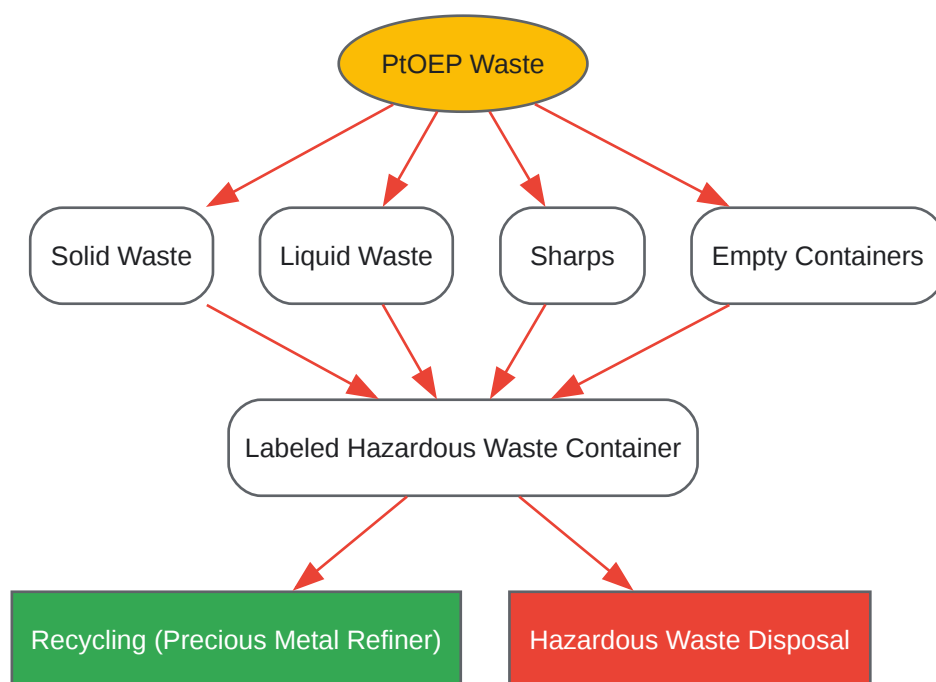 PtOEP Waste
Solid Waste
Liquid Waste
Sharps
Empty Containers
Labeled Hazardous Waste Container
Recycling (Precious Metal Refiner)
Hazardous Waste Disposal